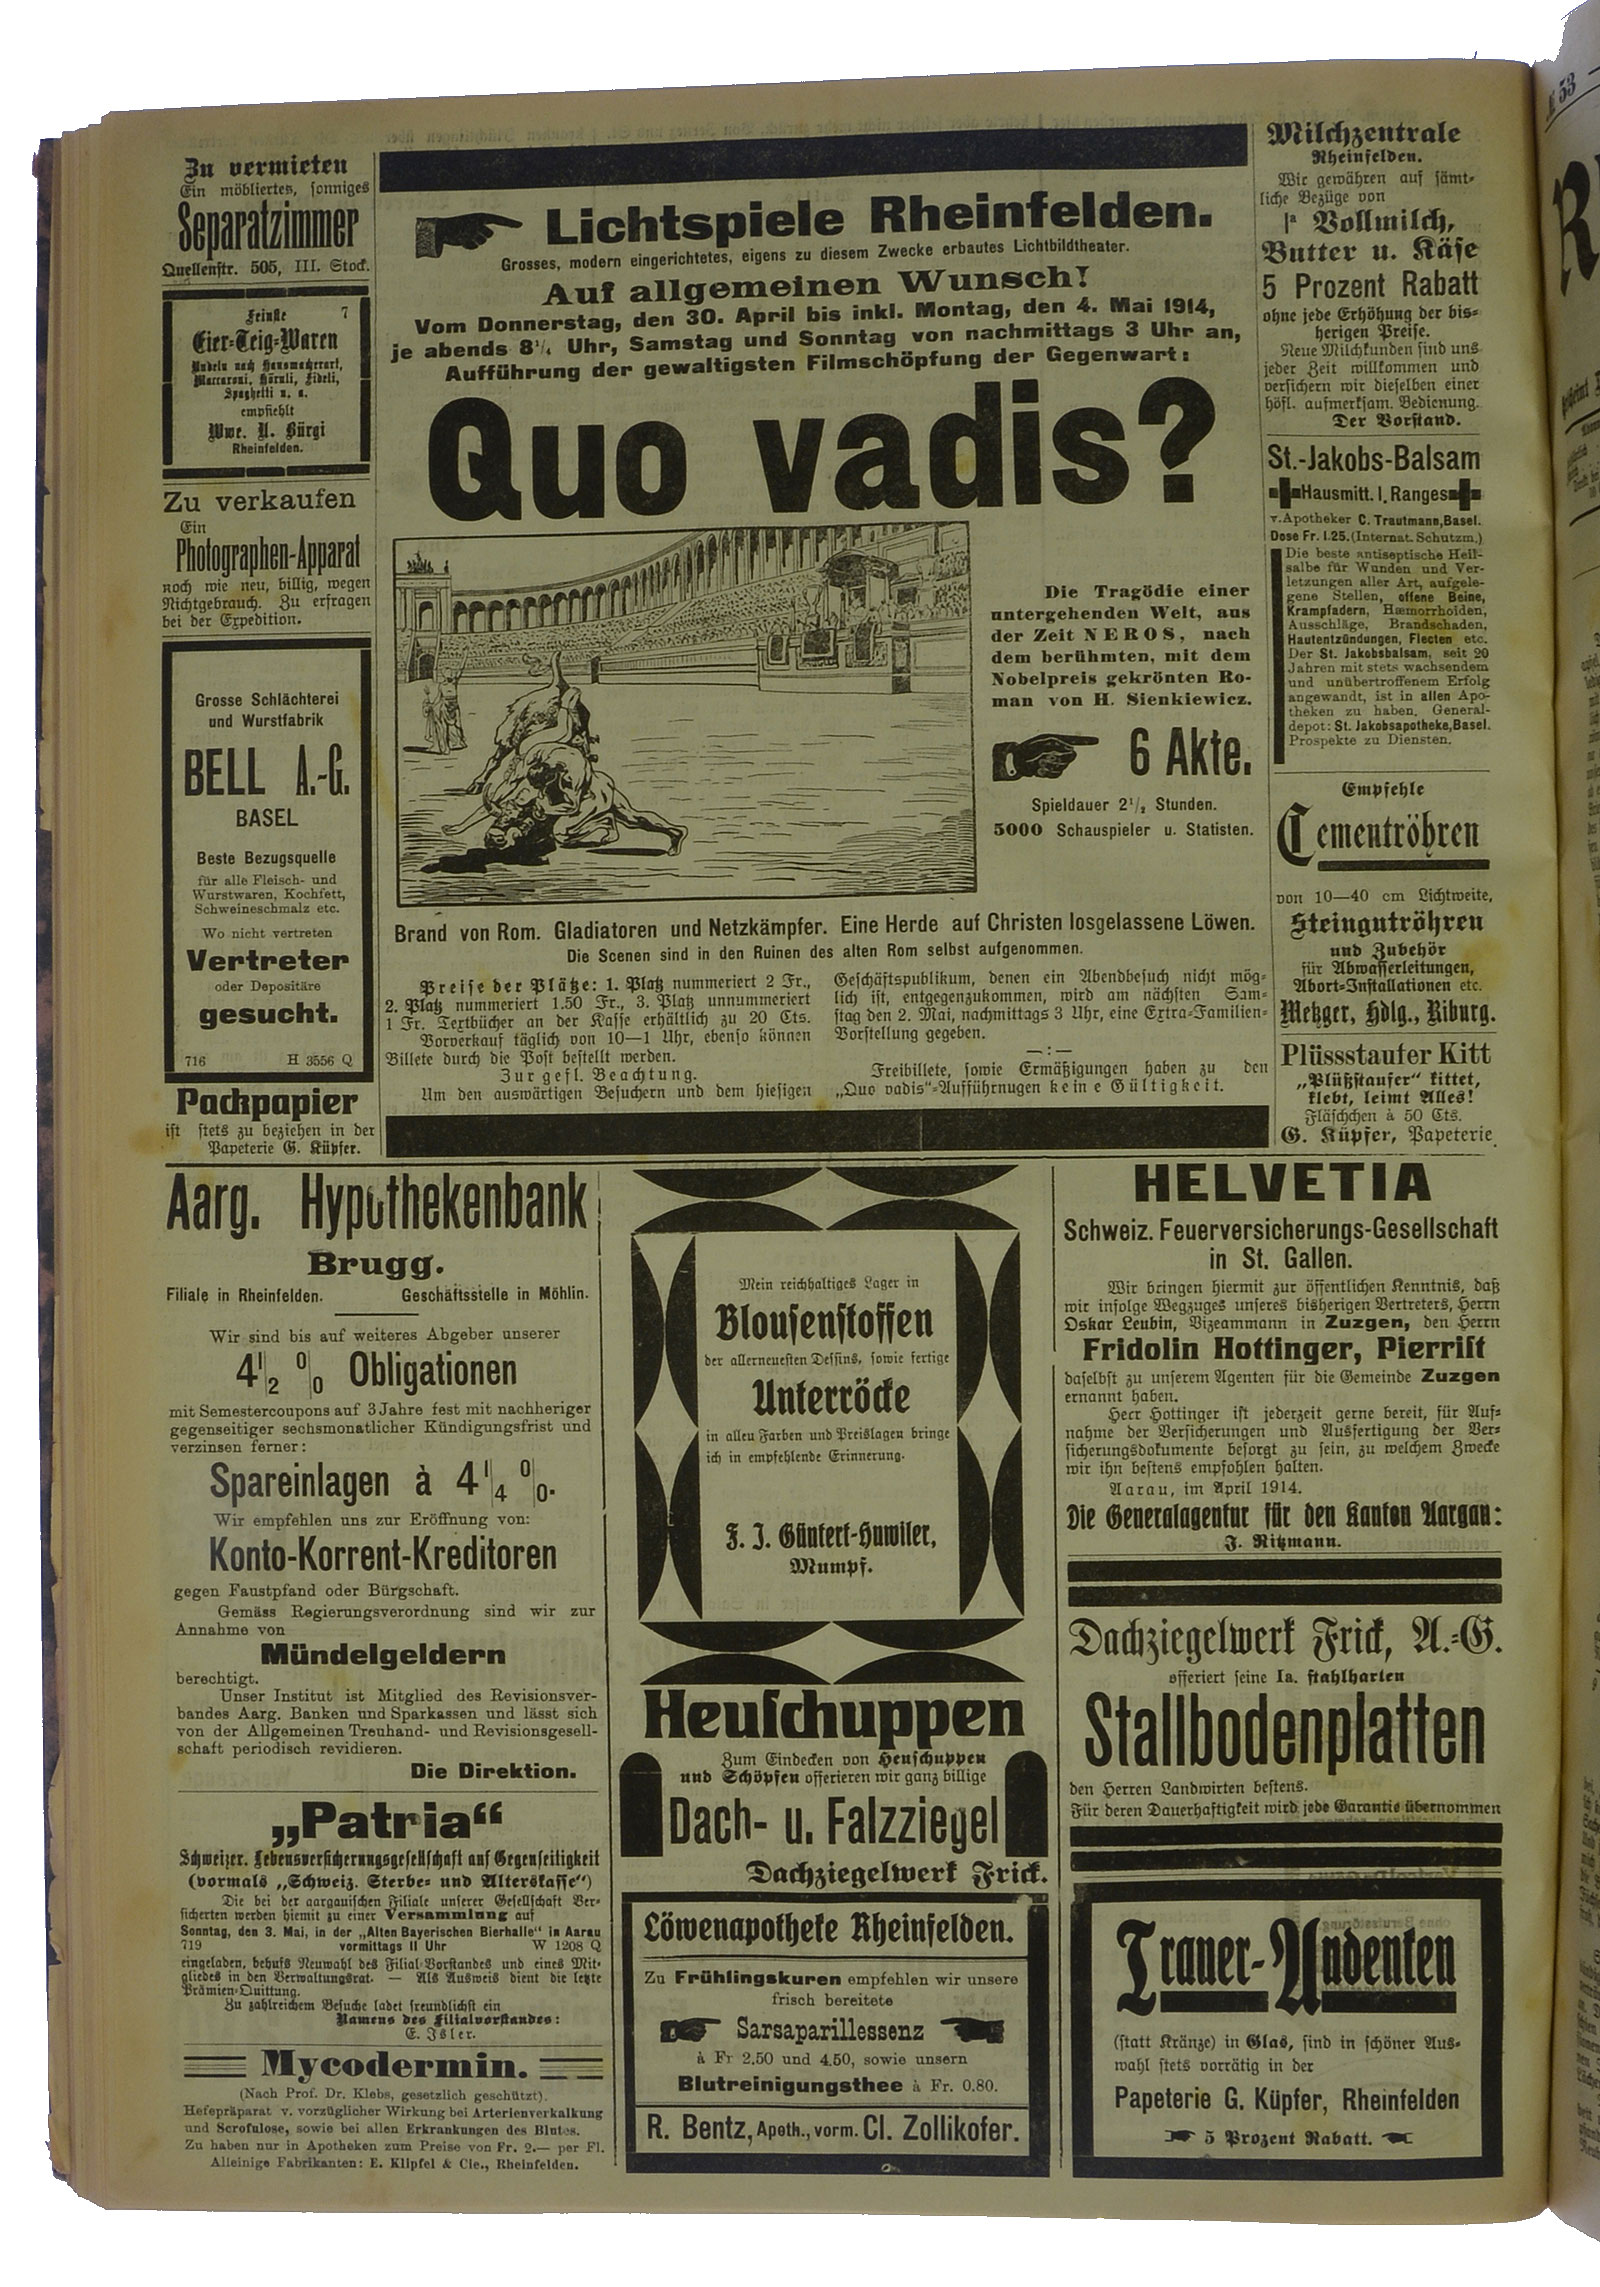 Zu vermieten
Ein möbliertes, sonniges
Separatzimmer
Quellenstr. 505, III. Stock.
Feinste 7
Eier-Teig-Waren
Nudeln nach Hausmacherart,
Maccaroni, Hörnli, Fideli,
Spaghetti u. a.
empfiehlt
Wwe. A. Bürgi
Rheinfelden.
Zu verkaufen
Ein
Photographen-Apparat
noch wie neu, billig, wegen
Nichtgebrauch. Zu erfragen
bei der Expedition.
Grosse Schlächterei
und Wurstfabrik
BELL A.-G.
BASEL
Beste Bezugsquelle
für alle Fleisch- und
Wurstwaren, Kochfett,
Schweineschmalz etc.
Wo nicht vertreten
Vertreter
oder Depositäre
gesucht.
716 H 3556 Q
Packpapier
ist stets zu beziehen in der
Papeterie G. Küpfer.
Lichtspiele Rheinfelden.
Grosses, modern eingerichtetes, eigens zu diesem Zwecke erbautes Lichtbildtheater.
Auf allgemeinen Wunsch!
Vom Donnerstag, den 30. April bis inkl. Montag, den 4. Mai 1914,
je abends 8¼ Uhr, Samstag und Sonntag von nachmittags 3 Uhr an,
Aufführung der gewaltigsten Filmschöpfung der Gegenwart:
Quo vadis?
Die Tragödie einer
untergehenden Welt, aus
der Zeit NEROS, nach
dem berühmten, mit dem
Nobelpreis gekrönten Ro-
man von H. Sienkiewicz.
6 Akte.
Spieldauer 2½ Stunden.
5000 Schauspieler u. Statisten.
Brand von Rom. Gladiatoren und Netzkämpfer. Eine Herde auf Christen losgelassene Löwen.
Die Scenen sind in den Ruinen des alten Rom selbst aufgenommen.
Preise der Plätze: 1. Platz nummeriert 2 Fr.,
2. Platz nummeriert 1.50 Fr., 3. Platz unnummeriert
1 Fr. Textbücher an der Kasse erhältlich zu 20 Cts.
Vorverkauf täglich von 10—1 Uhr, ebenso können
Billete durch die Post bestellt werden.
Zur gefl. Beachtung.
Um den auswärtigen Besuchern und dem hiesigen
Geschäftspublikum, denen ein Abendbesuch nicht mög-
lich ist, entgegenzukommen, wird am nächsten Sam-
stag den 2. Mai, nachmittags 3 Uhr, eine Extra-Familien-
Vorstellung gegeben.
—:—
Freibillete, sowie Ermäßigungen haben zu den
„Quo vadis"-Aufführnugen keine Gültigkeit.
Milchzentrale
Rheinfelden.
Wir gewähren auf sämt-
liche Bezüge von
Iª Vollmilch,
Butter u. Käse
5 Prozent Rabatt
ohne jede Erhöhung der bis-
herigen Preise.
Neue Milchkunden sind uns
jeder Zeit willkommen und
versichern wir dieselben einer
höfl. aufmerksam. Bedienung.
Der Vorstand.
St.-Jakobs-Balsam
Hausmitt. I. Ranges
v. Apotheker C. Trautmann, Basel.
Dose Fr. 1.25. (Internat. Schutzm.)
Die beste antiseptische Heil-
salbe für Wunden und Ver-
letzungen aller Art, aufgele-
gene Stellen, offene Beine,
Krampfadern, Hæmorrhoiden,
Ausschläge, Brandschaden,
Hautentzündungen, Flecten etc.
Der St. Jakobsbalsam, seit 20
Jahren mit stets wachsendem
und unübertroffenem Erfolg
angewandt, ist in allen Apo-
theken zu haben. General-
depot: St. Jakobsapotheke, Basel.
Prospekte zu Diensten.
Empfehle
Cementröhren
von 10—40 cm Lichtweite,
Steingutröhren
und Zubehör
für Abwasserleitungen,
Abort-Installationen etc.
Metzger, Hdlg., Riburg.
Plüssstaufer Kitt
„Plüßstaufer" kittet,
klebt, leimt Alles!
Fläschchen à 50 Cts.
G. Küpfer, Papeterie.
Aarg. Hypothekenbank
Brugg.
Filiale in Rheinfelden. Geschäftsstelle in Möhlin.
Wir sind bis auf weiteres Abgeber unserer
4½ % Obligationen
mit Semestercoupons auf 3 Jahre fest mit nachheriger
gegenseitiger sechsmonatlicher Kündigungsfrist und
verzinsen ferner:
Spareinlagen à 4¼ %.
Wir empfehlen uns zur Eröffnung von:
Konto-Korrent-Kreditoren
gegen Faustpfand oder Bürgschaft.
Gemäss Regierungsverordnung sind wir zur
Annahme von
Mündelgeldern
berechtigt.
Unser Institut ist Mitglied des Revisionsver-
bandes Aarg. Banken und Sparkassen und lässt sich
von der Allgemeinen Treuhand- und Revisionsgesell-
schaft periodisch revidieren.
Die Direktion.
„Patria"
Schweizer. Lebensversicherungsgesellschaft auf Gegenseitigkeit
(vormals „Schweiz. Sterbe- und Alterskasse")
Die bei der aargauischen Filiale unserer Gesellschaft Ver-
sicherten werden hiemit zu einer Versammlung auf
Sonntag, den 3. Mai, in der „Alten Bayerischen Bierhalle" in Aarau
719 vormittags 11 Uhr W 1208 Q
eingeladen, behufs Neuwahl des Filial-Vorstandes und eines Mit-
gliedes in den Verwaltungsrat. — Als Ausweis dient die letzte
Prämien-Quittung.
Zu zahlreichem Besuche ladet freundlichst ein
Namens des Filialvorstandes:
E. Isler.
Mycodermin.
(Nach Prof. Dr. Klebs, gesetzlich geschützt).
Hefepräparat v. vorzüglicher Wirkung bei Arterienverkalkung
und Scrofulose, sowie bei allen Erkrankungen des Blutes.
Zu haben nur in Apotheken zum Preise von Fr. 2.— per Fl.
Alleinige Fabrikanten: E. Klipfel & Cie., Rheinfelden.
Mein reichhaltiges Lager in
Blousenstoffen
der allerneuesten Dessins, sowie fertige
Unterröcke
in allen Farben und Preislagen bringe
ich in empfehlende Erinnerung.
F. J. Güntert-Huwiler,
Mumpf.
Heuschuppen
Zum Eindecken von Heuschuppen
und Schöpfen offerieren wir ganz billige
Dach- u. Falzziegel
Dachziegelwerk Frick.
Löwenapotheke Rheinfelden.
Zu Frühlingskuren empfehlen wir unsere
frisch bereitete
Sarsaparillessenz
à Fr 2.50 und 4.50, sowie unsern
Blutreinigungsthee à Fr. 0.80.
R. Bentz, Apoth., vorm. Cl. Zollikofer.
HELVETIA
Schweiz. Feuerversicherungs-Gesellschaft
in St. Gallen.
Wir bringen hiermit zur öffentlichen Kenntnis, daß
wir infolge Wegzuges unseres bisherigen Vertreters, Herrn
Oskar Leubin, Vizeammann in Zuzgen, den Herrn
Fridolin Hottinger, Pierrist
daselbst zu unserem Agenten für die Gemeinde Zuzgen
ernannt haben.
Herr Hottinger ist jederzeit gerne bereit, für Auf-
nahme der Versicherungen und Ausfertigung der Ver-
sicherungsdokumente besorgt zu sein, zu welchem Zwecke
wir ihn bestens empfohlen halten.
Aarau, im April 1914.
Die Generalagentur für den Kanton Aargau:
J. Ritzmann.
Dachziegelwerk Frick, A.-G.
offeriert seine Ia. stahlharten
Stallbodenplatten
den Herren Landwirten bestens.
Für deren Dauerhaftigkeit wird jede Garantie übernommen
Trauer-Andenken
(statt Kränze) in Glas, sind in schöner Aus-
wahl stets vorrätig in der
Papeterie G. Küpfer, Rheinfelden
5 Prozent Rabatt.
№ 53